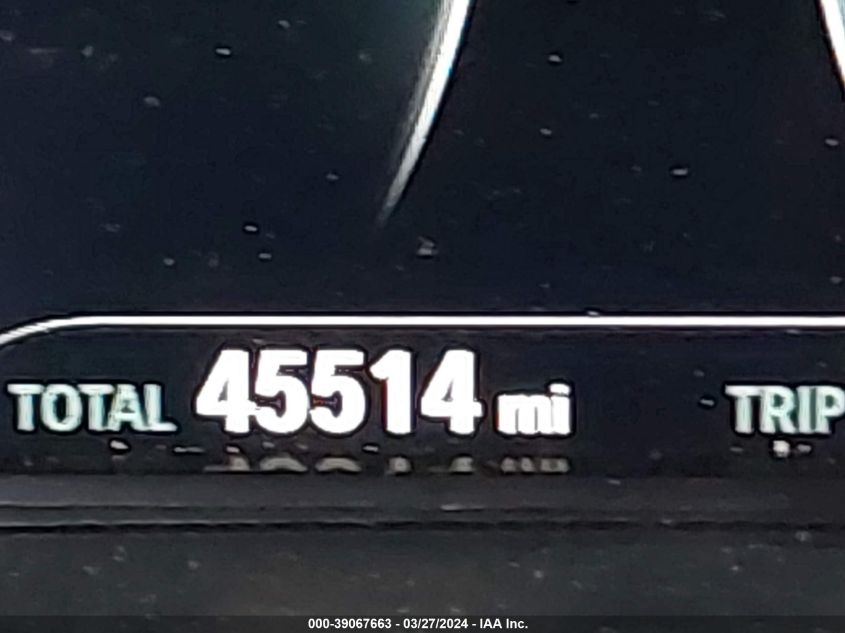 TOTAL 45514 mi TRIP
000-39067663 - 03/27/2024 - IAA Inc.